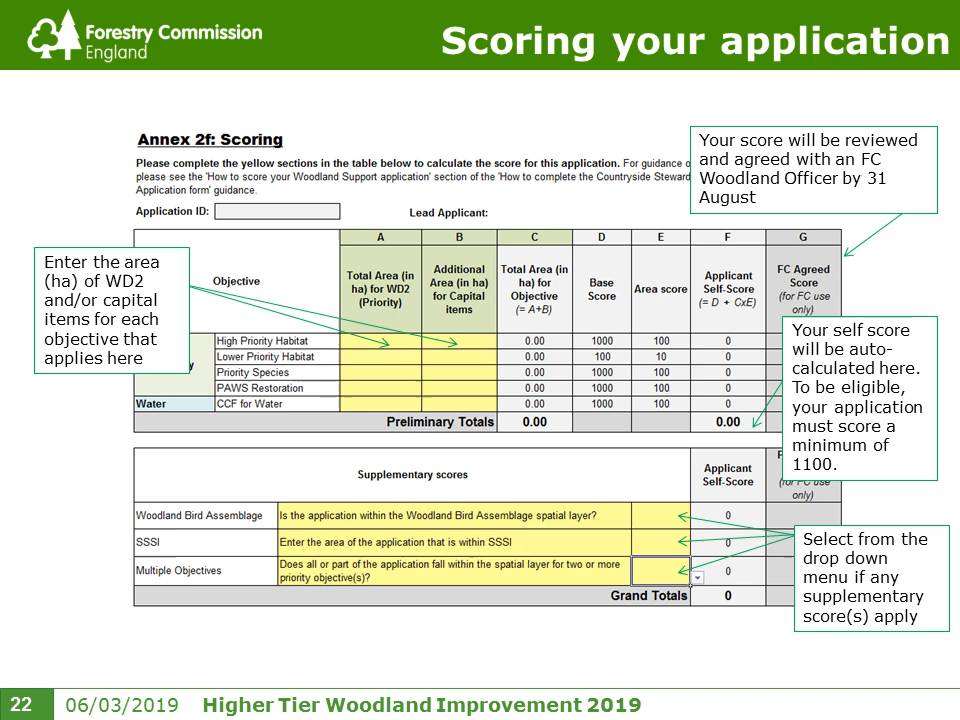 Forestry Commission
England
Scoring your application
Annex 2f: Scoring
Please complete the yellow sections in the table below to calculate the score for this application. For guidance o
please see the 'How to score your Woodland Support application' section of the 'How to complete the Countryside Steward
Application form' guidance.
Application ID:
Lead Applicant:
Your score will be reviewed
and agreed with an FC
Woodland Officer by 31
August
Enter the area
(ha) of WD2
and/or capital
items for each
objective that
applies here
A B C D E F G
Objective
Total Area (in
ha) for WD2
(Priority)
Additional
Area (in ha)
for Capital
items
Total Area (in
ha) for
Objective
(= A+B)
Base
Score
Area score
Applicant
Self-Score
(= D + CxE)
FC Agreed
Score
(for FC use
only)
y
High Priority Habitat 0.00 1000 100 0
Lower Priority Habitat 0.00 100 10 0
Priority Species 0.00 1000 100 0
PAWS Restoration 0.00 1000 100 0
Water CCF for Water 0.00 1000 100 0
Preliminary Totals 0.00 0.00
Your self score
will be auto-
calculated here.
To be eligible,
your application
must score a
minimum of
1100.
Supplementary scores
Applicant
Self-Score
F
(for FC use
only)
Woodland Bird Assemblage Is the application within the Woodland Bird Assemblage spatial layer? 0
SSSI Enter the area of the application that is within SSSI 0
Multiple Objectives Does all or part of the application fall within the spatial layer for two or more
priority objective(s)? 0
Grand Totals 0
Select from the
drop down
menu if any
supplementary
score(s) apply
22 06/03/2019 Higher Tier Woodland Improvement 2019